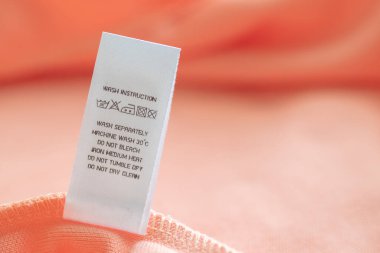 WASH INSTRUCTION
WASH SEPARATELY
MACHINE WASH 30°C
DO NOT BLEACH
IRON MEDIUM HEAT
DO NOT TUMBLE DPT
DO NOT DRY CLEAN